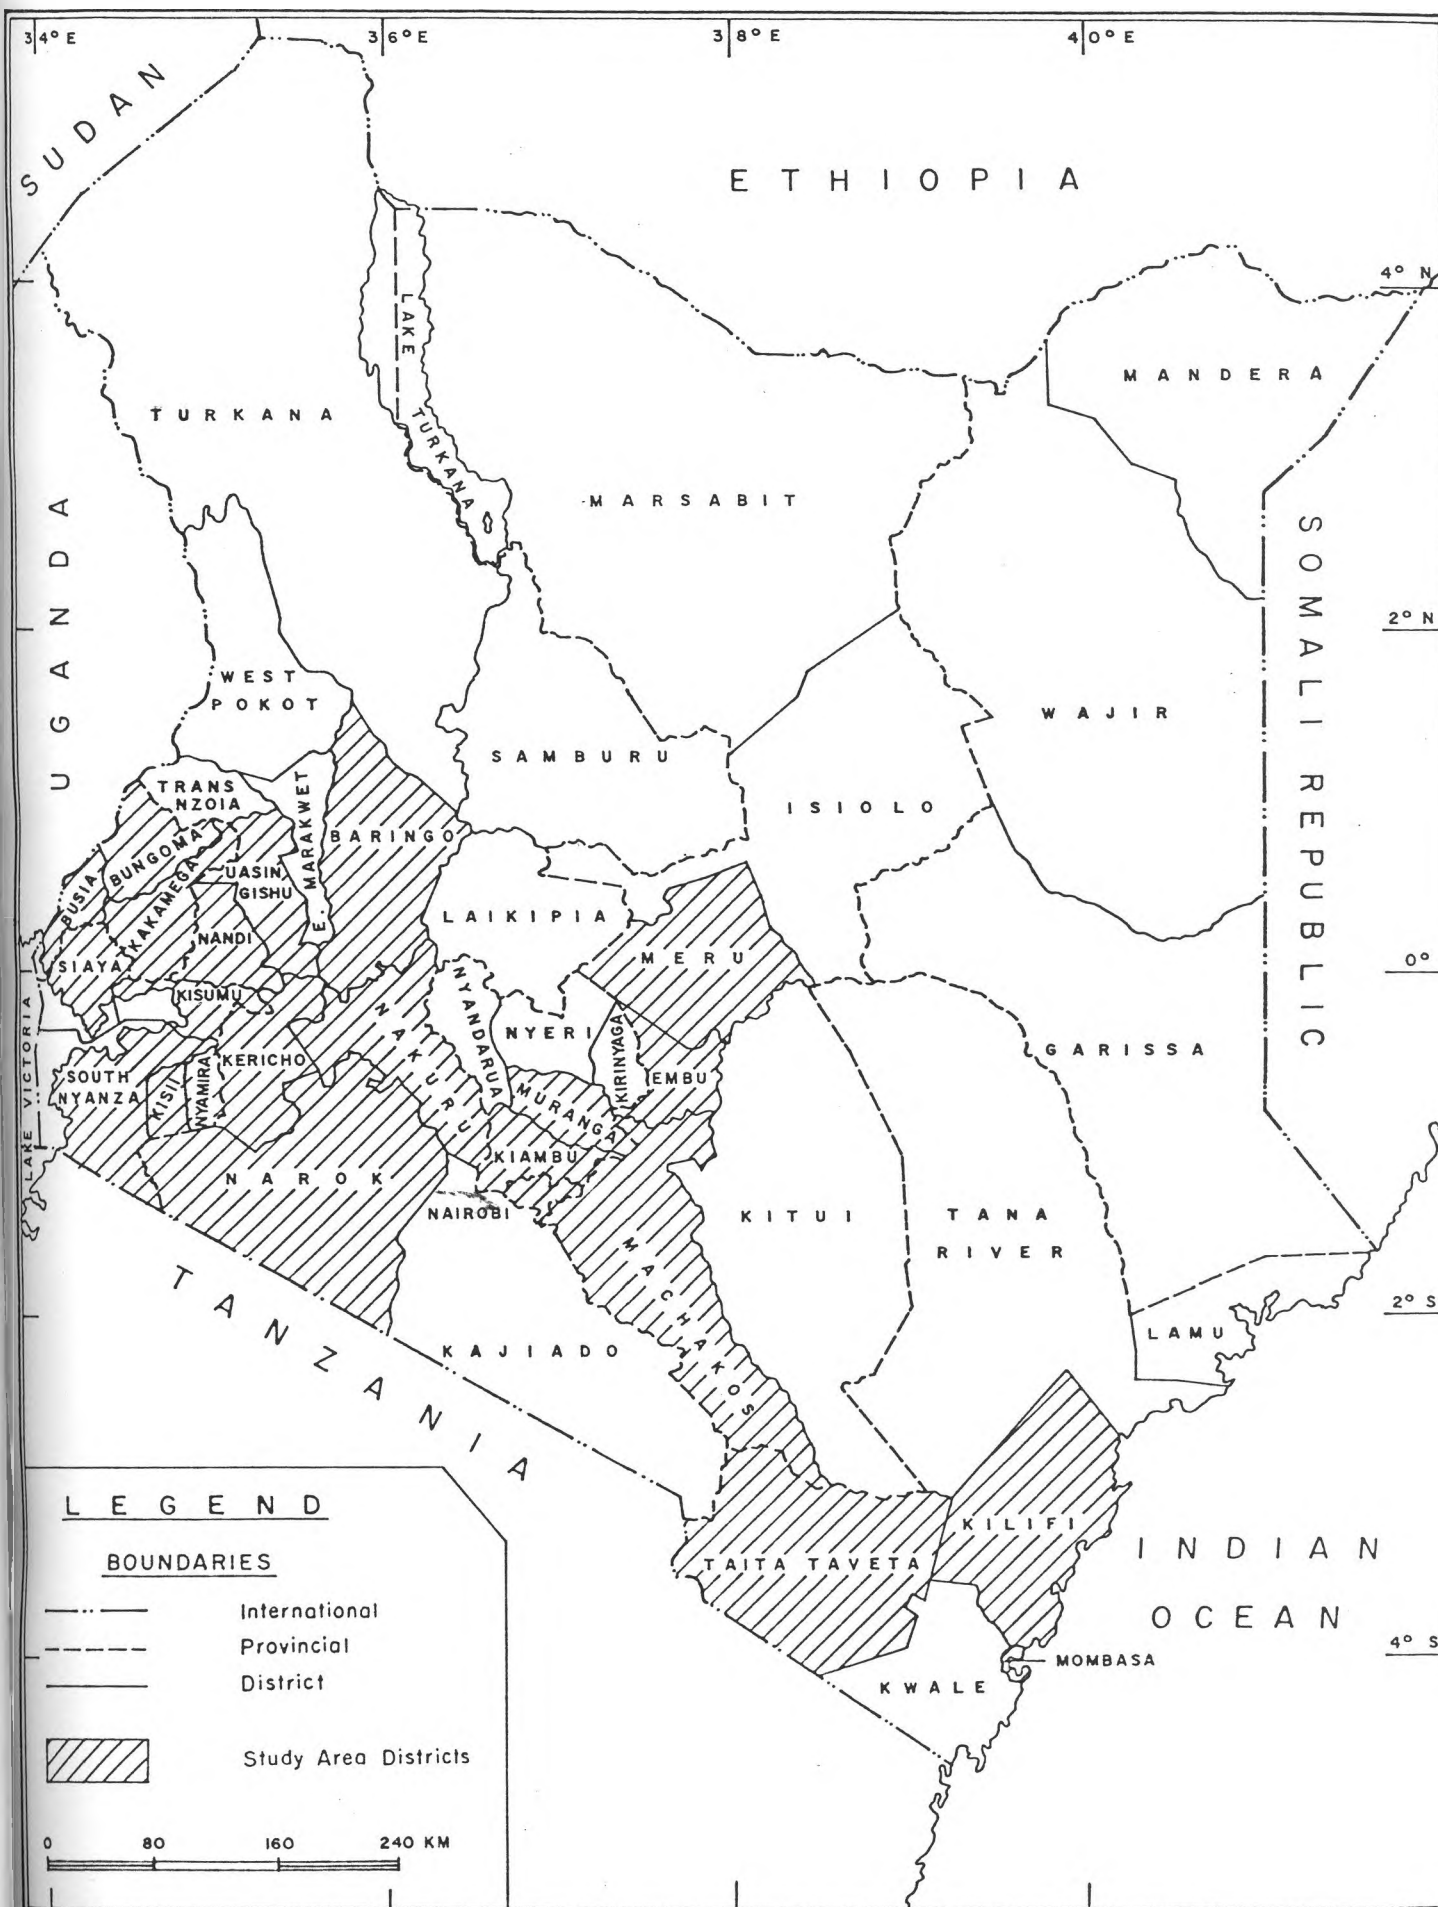 34° E
36° E
38° E
40° E
SUDAN
ETHIOPIA
4° N
LAKE TURKANA
MANDERA
TURKANA
MARSABIT
UGANDA
SOMALI REPUBLIC
2° N
WEST
POKOT
WAJIR
SAMBURU
TRANS
NZOIA
E. MARAKWET
ISIOLO
BARINGO
BUNGOMA
UASIN
GISHU
BUSIA
KAKAMEGA
LAIKIPIA
NANDI
MERU
SIAYA
0°
KISUMU
NYANDARUA
NAKURU
NYERI
KIRINYAGA
GARISSA
KERICHO
LAKE VICTORIA
SOUTH
NYANZA
KISII
NYAMIRA
EMBU
MURANGA
KIAMBU
NAROK
NAIROBI
KITUI
TANA
RIVER
MACHAKOS
TANZANIA
2° S
LAMU
KAJIADO
KILIFI
TAITA TAVETA
INDIAN
OCEAN
4° S
MOMBASA
KWALE
LEGEND
BOUNDARIES
International
Provincial
District
Study Area Districts
0 80 160 240 KM